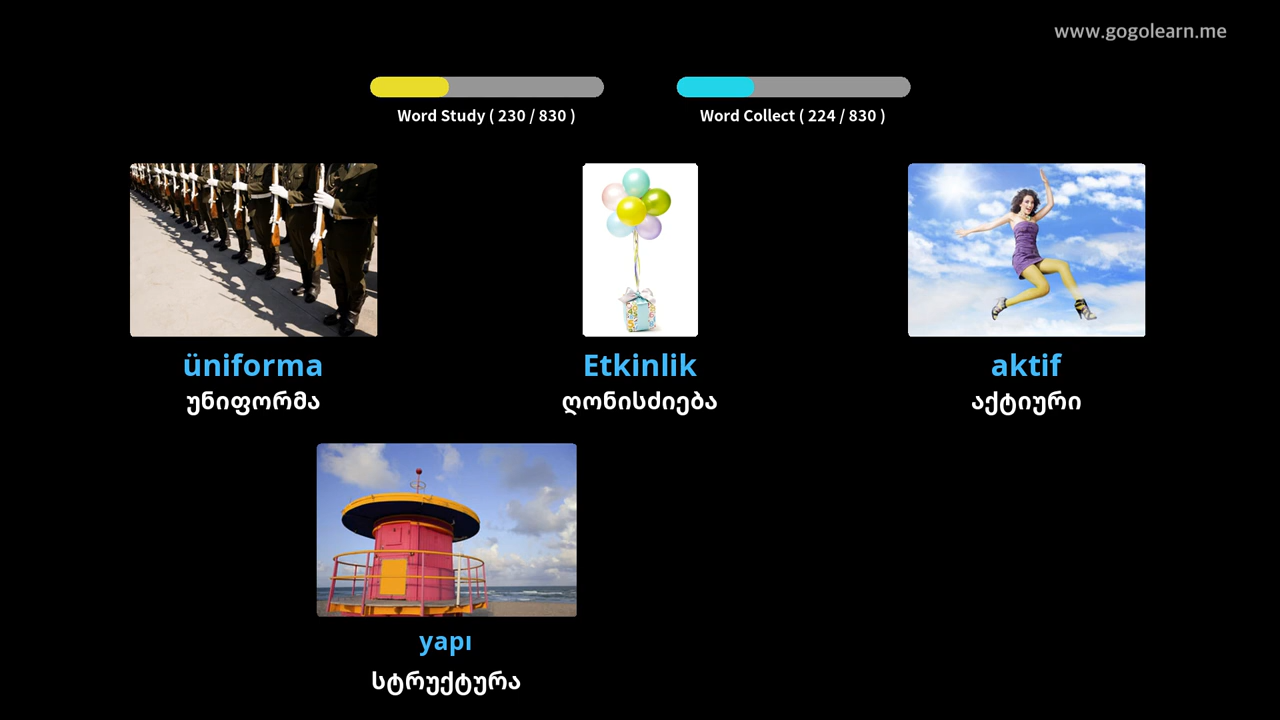 www.gogolearn.me
Word Study ( 230 / 830 )
Word Collect ( 224 / 830 )
üniforma
Etkinlik
aktif
უნიფორმა
ღონისძიება
აქტიური
yapı
სტრუქტურა